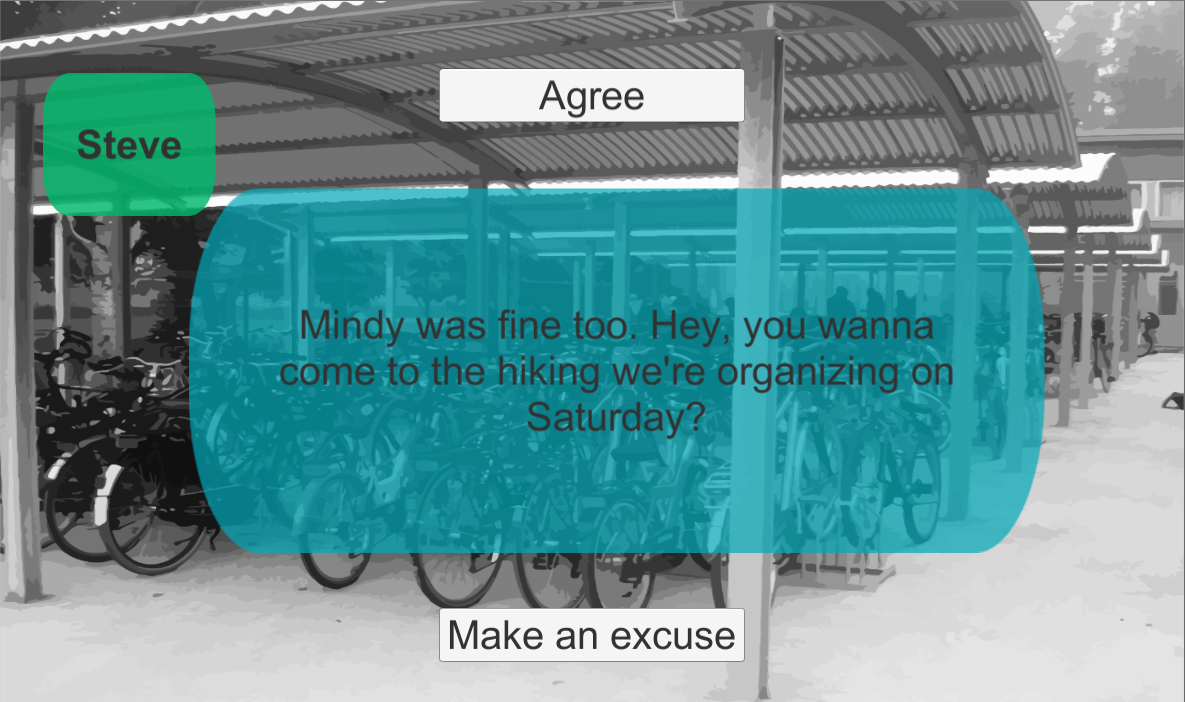 Agree
Steve
Mindy was fine too. Hey, you wanna
come to the hiking we're organizing on
Saturday?
Make an excuse